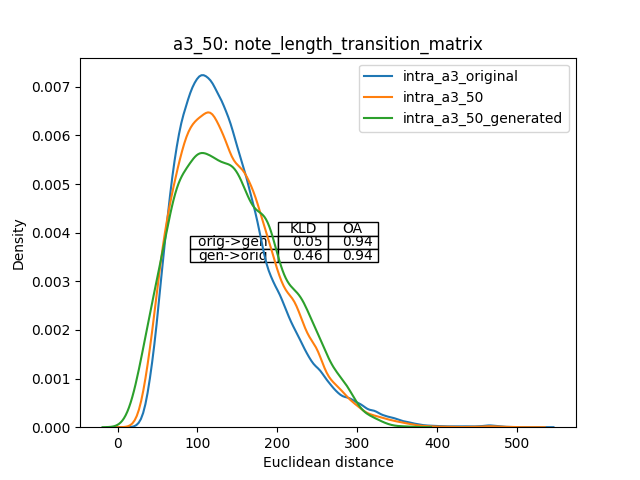 a3_50: note_length_transition_matrix
intra_a3_original
intra_a3_50
intra_a3_50_generated
0.007
0.006
0.005
0.004
0.003
0.002
0.001
0.000
Density
KLD OA
orig->gen 0.05 0.94
gen->orig 0.46 0.94
0 100 200 300 400 500
Euclidean distance